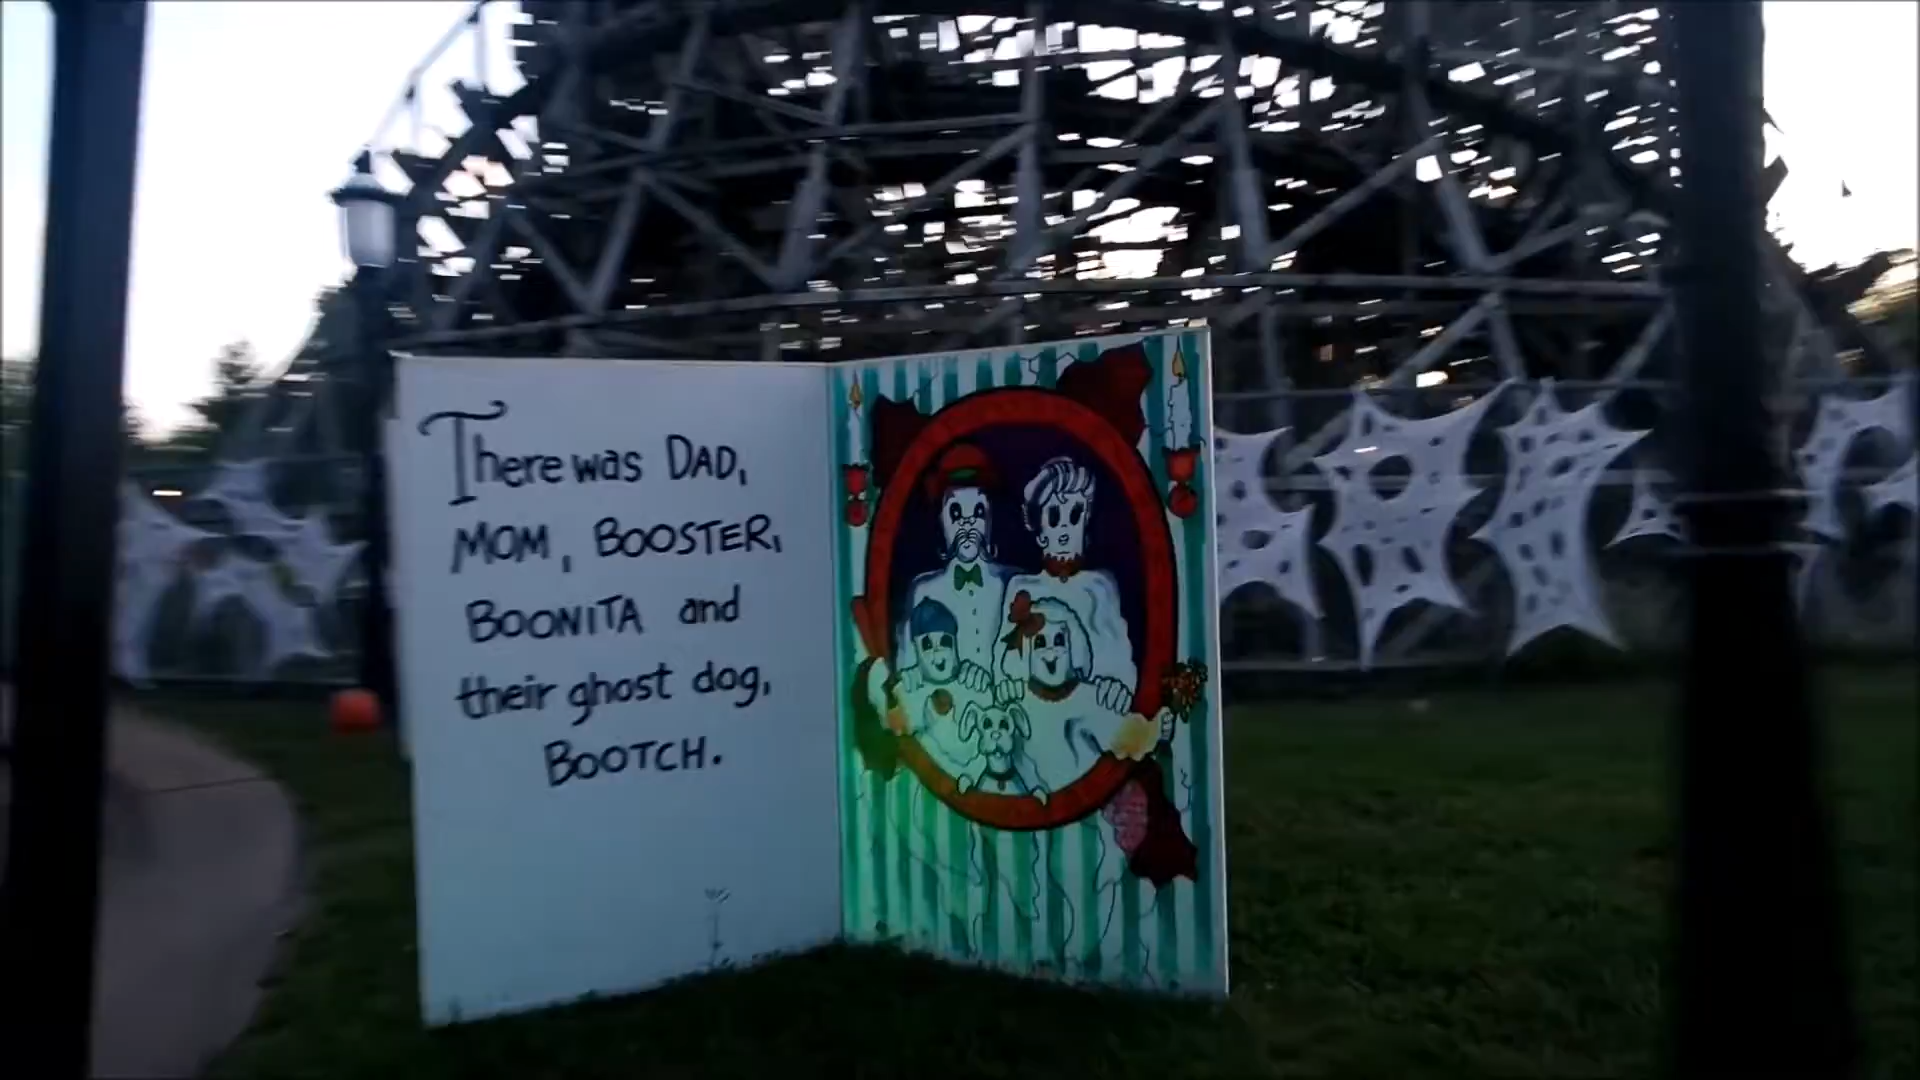 There was DAD,
MOM, BOOSTER,
BOONITA and
their ghost dog,
BOOTCH.